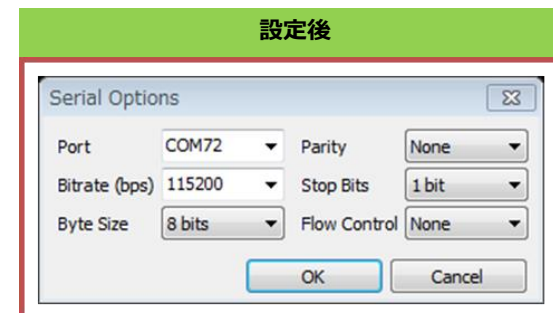 設定後
Serial Options
Port COM72 Parity None
Bitrate (bps) 115200 Stop Bits 1 bit
Byte Size 8 bits Flow Control None
OK Cancel